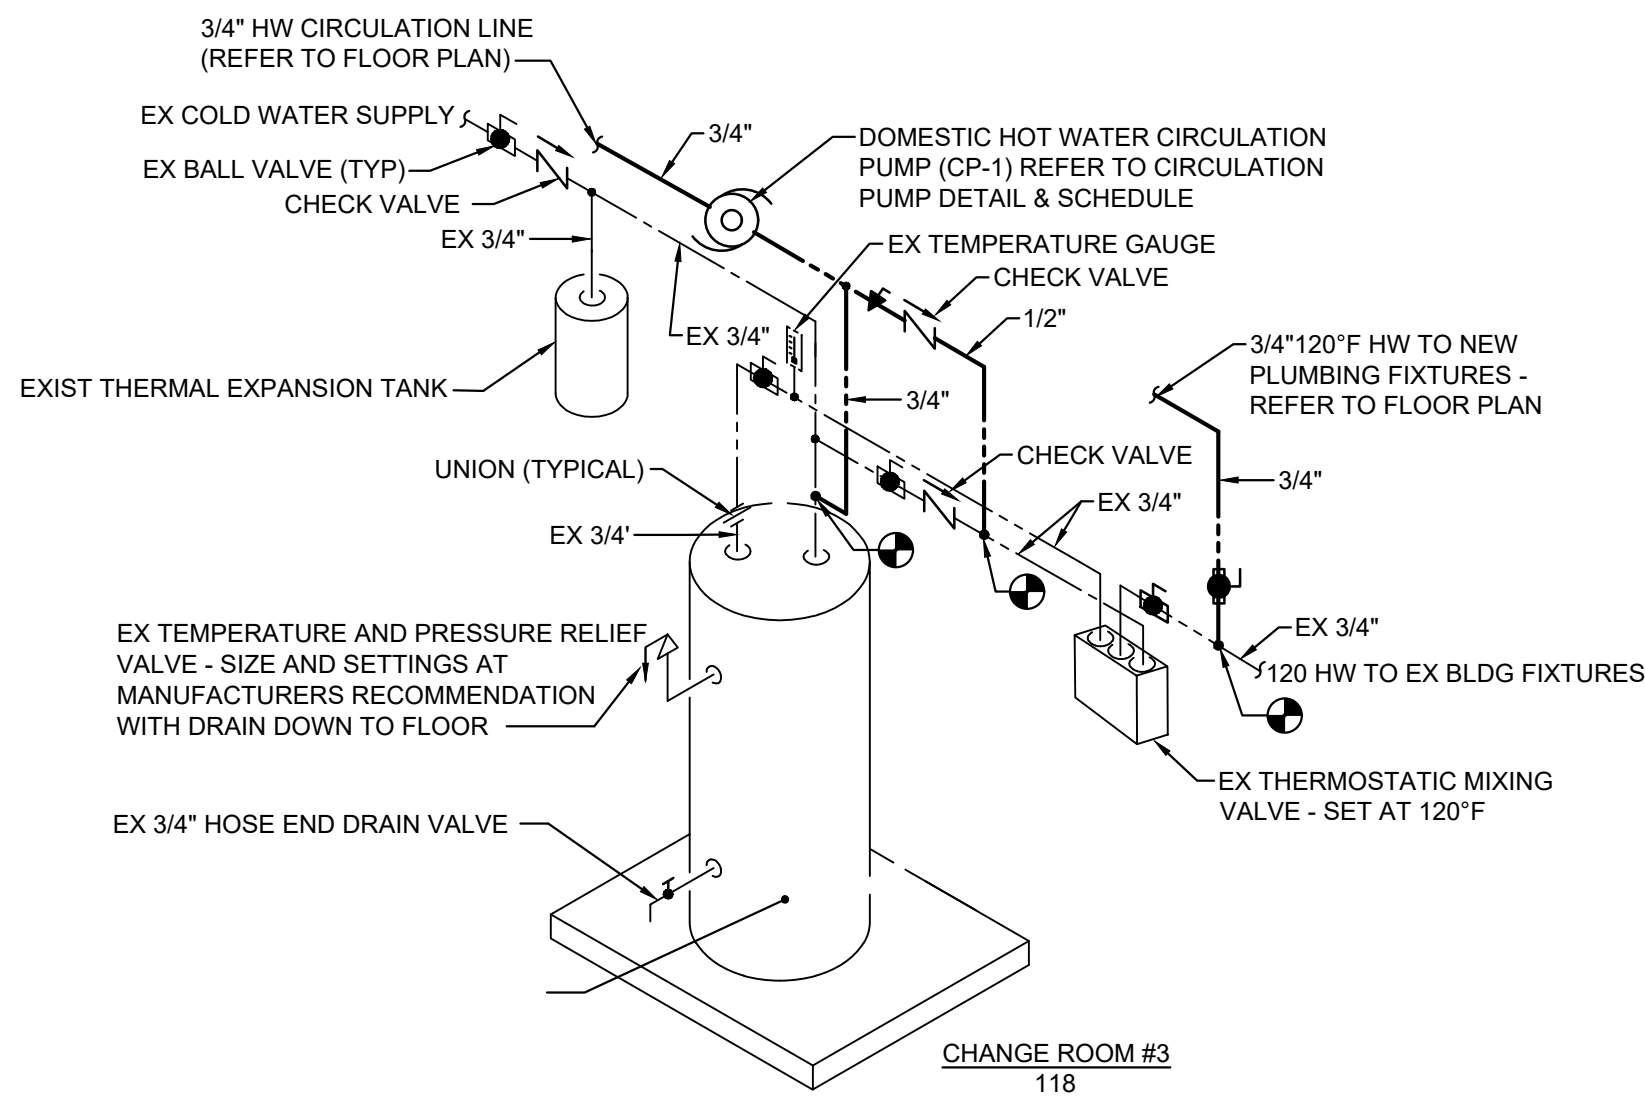 3/4" HW CIRCULATION LINE
(REFER TO FLOOR PLAN)
EX COLD WATER SUPPLY
EX BALL VALVE (TYP)
CHECK VALVE
EX 3/4"
3/4"
DOMESTIC HOT WATER CIRCULATION
PUMP (CP-1) REFER TO CIRCULATION
PUMP DETAIL & SCHEDULE
EX TEMPERATURE GAUGE
CHECK VALVE
1/2"
EX 3/4"
3/4"120°F HW TO NEW
PLUMBING FIXTURES -
REFER TO FLOOR PLAN
EXIST THERMAL EXPANSION TANK
3/4"
UNION (TYPICAL)
CHECK VALVE
3/4"
EX 3/4"
EX 3/4'
EX TEMPERATURE AND PRESSURE RELIEF
VALVE - SIZE AND SETTINGS AT
MANUFACTURERS RECOMMENDATION
WITH DRAIN DOWN TO FLOOR
EX 3/4"
120 HW TO EX BLDG FIXTURES
EX THERMOSTATIC MIXING
VALVE - SET AT 120°F
EX 3/4" HOSE END DRAIN VALVE
CHANGE ROOM #3
118